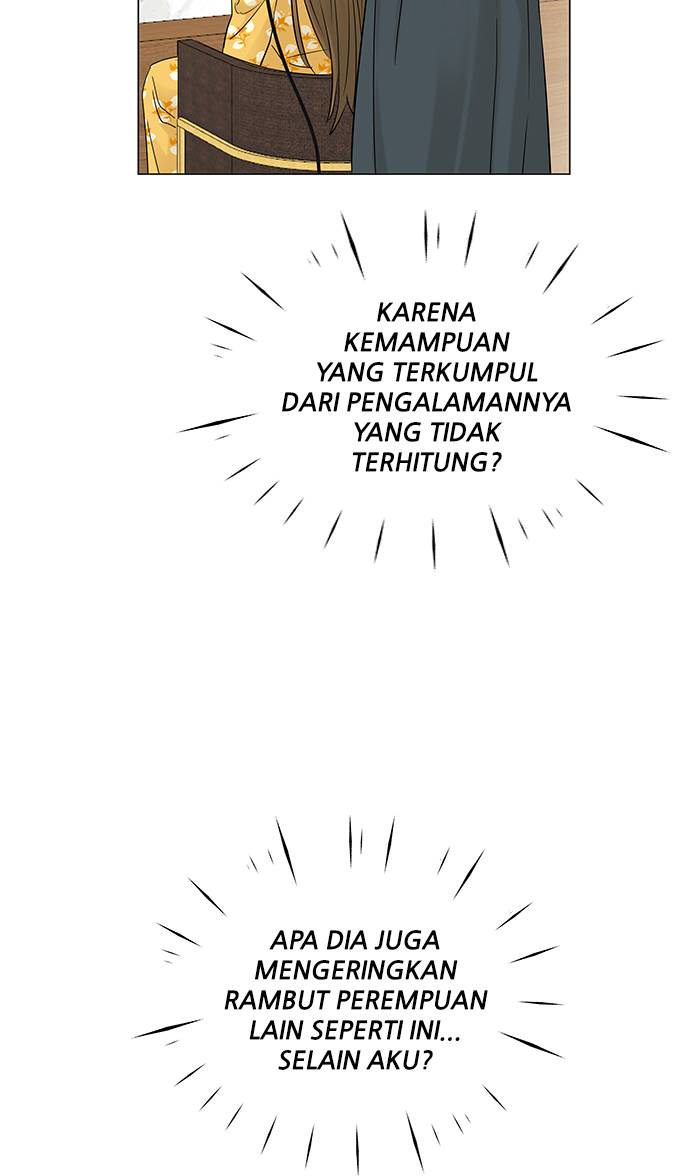 KARENA
KEMAMPUAN
YANG TERKUMPUL
DARI PENGALAMANNYA
YANG TIDAK
TERHITUNG?
APA DIA JUGA
MENGERINGKAN
RAMBUT PEREMPUAN
LAIN SEPERTI INI...
SELAIN AKU?